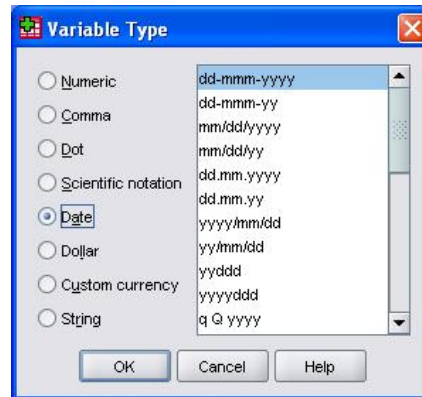 Variable Type
Numeric
Comma
Dot
Scientific notation
Date
Dollar
Custom currency
String
dd-mmm-yyyy
dd-mmm-yy
mm/dd/yyyy
mm/dd/yy
dd.mm.yyyy
dd.mm.yy
yyyy/mm/dd
yy/mm/dd
yyddd
yyyyddd
q Q yyyy
OK
Cancel
Help